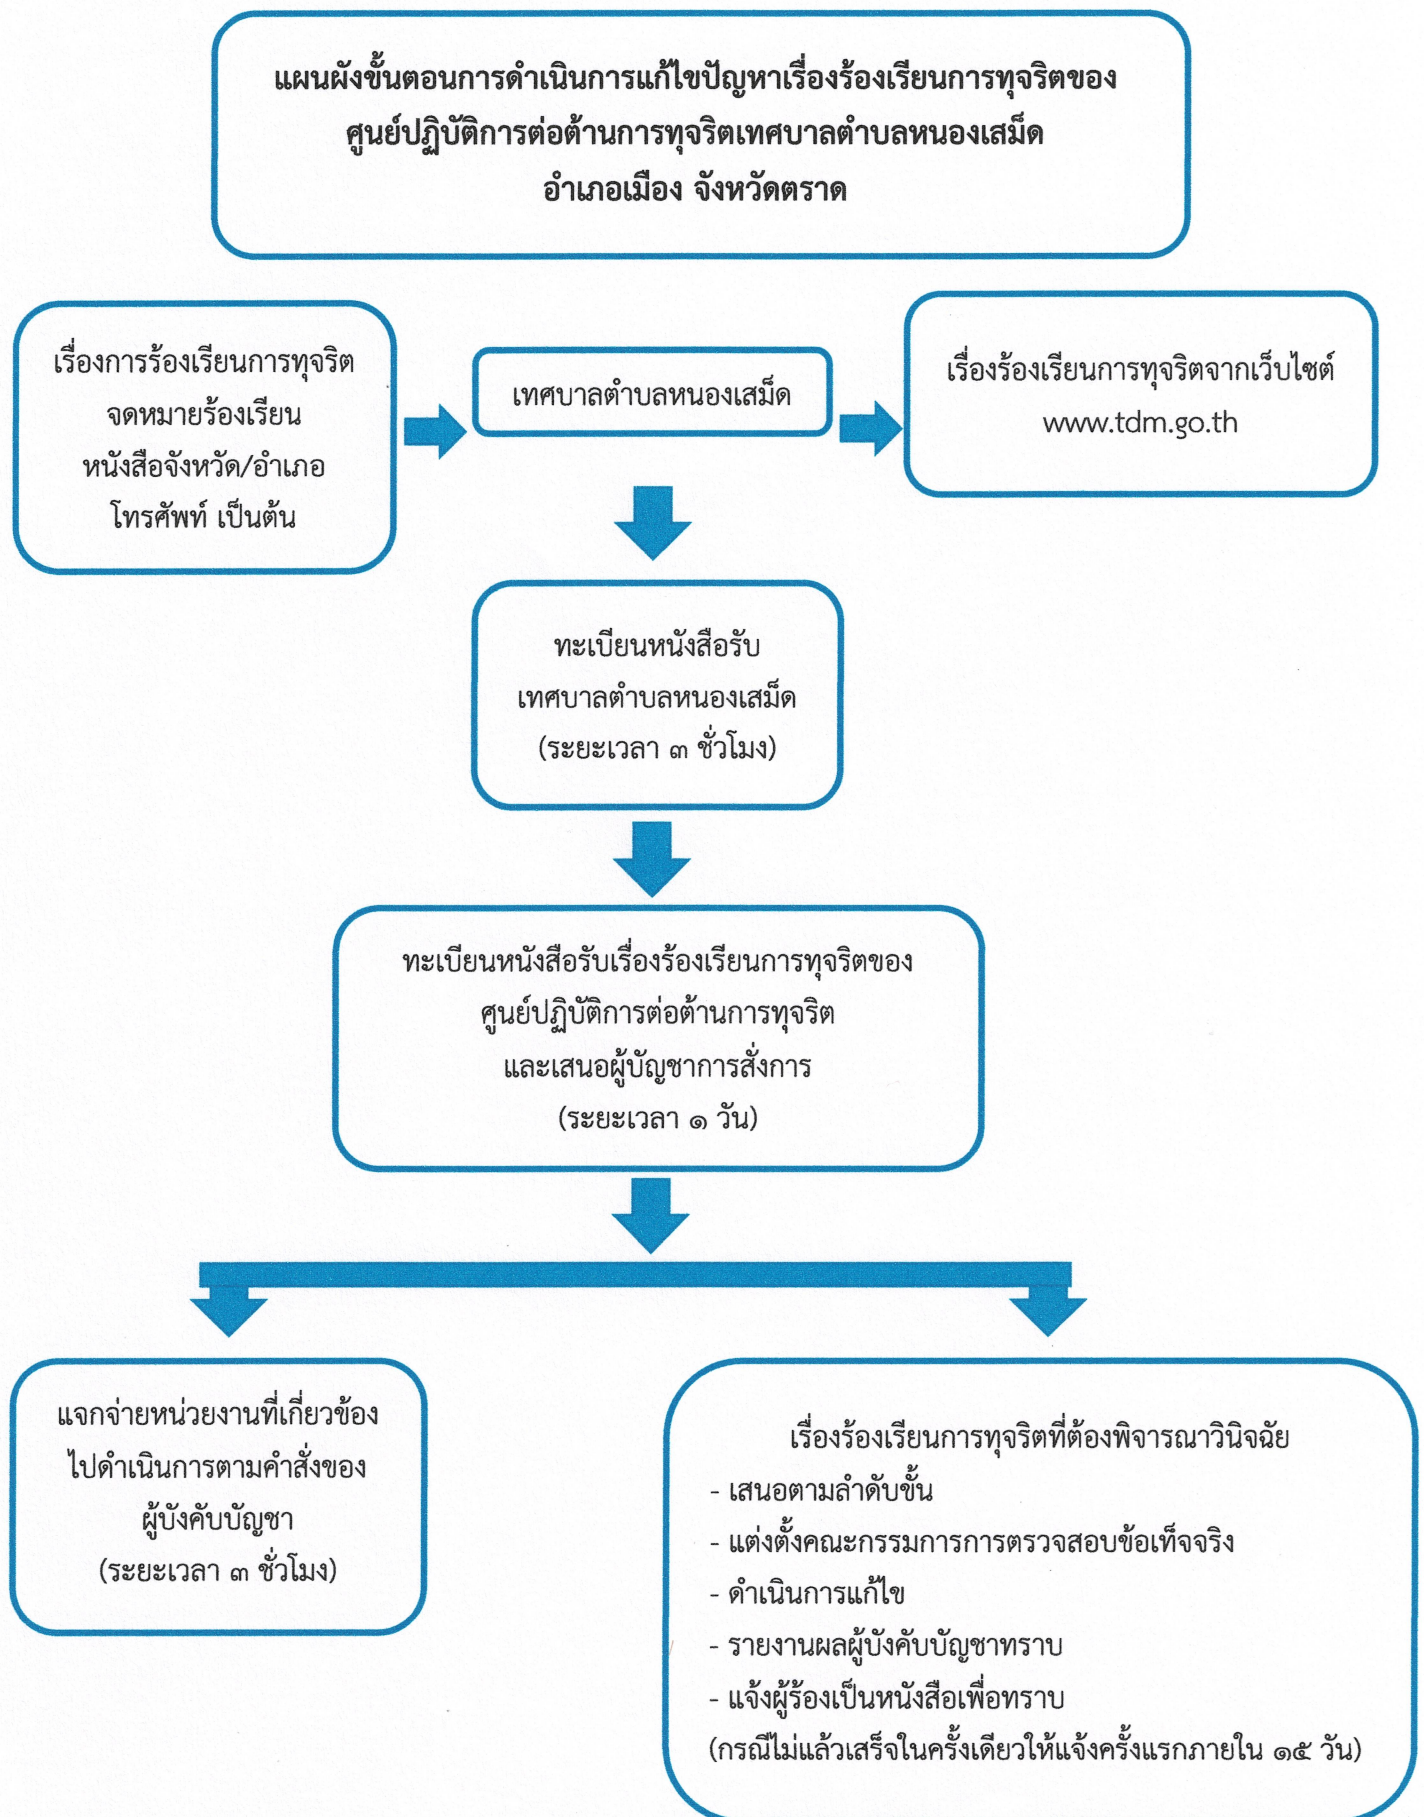 แผนผังขั้นตอนการดำเนินการแก้ไขปัญหาเรื่องร้องเรียนการทุจริตของ
ศูนย์ปฏิบัติการต่อต้านการทุจริตเทศบาลตำบลหนองเสม็ด
อำเภอเมือง จังหวัดตราด
เรื่องการร้องเรียนการทุจริต
จดหมายร้องเรียน
หนังสือจังหวัด/อำเภอ
โทรศัพท์ เป็นต้น
เทศบาลตำบลหนองเสม็ด
เรื่องร้องเรียนการทุจริตจากเว็บไซต์
www.tdm.go.th
ทะเบียนหนังสือรับ
เทศบาลตำบลหนองเสม็ด
(ระยะเวลา ๓ ชั่วโมง)
ทะเบียนหนังสือรับเรื่องร้องเรียนการทุจริตของ
ศูนย์ปฏิบัติการต่อต้านการทุจริต
และเสนอผู้บัญชาการสั่งการ
(ระยะเวลา ๑ วัน)
แจกจ่ายหน่วยงานที่เกี่ยวข้อง
ไปดำเนินการตามคำสั่งของ
ผู้บังคับบัญชา
(ระยะเวลา ๓ ชั่วโมง)
เรื่องร้องเรียนการทุจริตที่ต้องพิจารณาวินิจฉัย
- เสนอตามลำดับขั้น
- แต่งตั้งคณะกรรมการการตรวจสอบข้อเท็จจริง
- ดำเนินการแก้ไข
- รายงานผลผู้บังคับบัญชาทราบ
- แจ้งผู้ร้องเป็นหนังสือเพื่อทราบ
(กรณีไม่แล้วเสร็จในครั้งเดียวให้แจ้งครั้งแรกภายใน ๑๕ วัน)